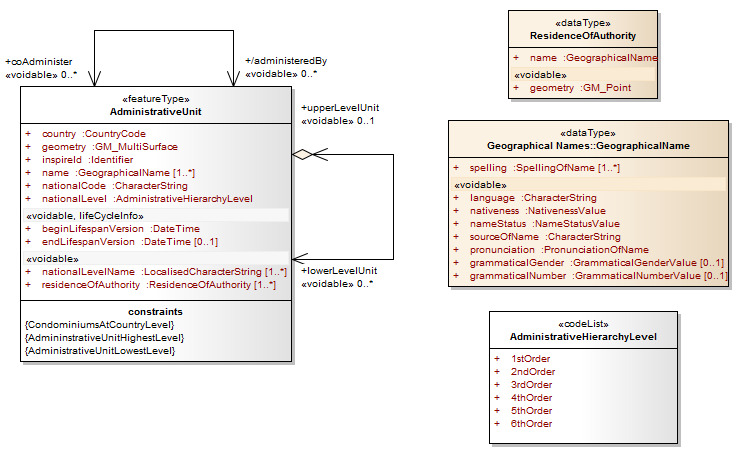 +coAdminister
«voidable» 0..*
+/administeredBy
«voidable» 0..*
«featureType»
AdministrativeUnit
+ country :CountryCode
+ geometry :GM_MultiSurface
+ inspireId :Identifier
+ name :GeographicalName [1..*]
+ nationalCode :CharacterString
+ nationalLevel :AdministrativeHierarchyLevel
«voidable, lifeCycleInfo»
+ beginLifespanVersion :DateTime
+ endLifespanVersion :DateTime [0..1]
«voidable»
+ nationalLevelName :LocalisedCharacterString [1..*]
+ residenceOfAuthority :ResidenceOfAuthority [1..*]
constraints
{CondominiumsAtCountryLevel}
{AdmininstrativeUnitHighestLevel}
{AdministrativeUnitLowestLevel}
+upperLevelUnit
«voidable» 0..1
+lowerLevelUnit
«voidable» 0..*
«dataType»
ResidenceOfAuthority
+ name :GeographicalName
«voidable»
+ geometry :GM_Point
«dataType»
Geographical Names::GeographicalName
+ spelling :SpellingOfName [1..*]
«voidable»
+ language :CharacterString
+ nativeness :NativenessValue
+ nameStatus :NameStatusValue
+ sourceOfName :CharacterString
+ pronunciation :PronunciationOfName
+ grammaticalGender :GrammaticalGenderValue [0..1]
+ grammaticalNumber :GrammaticalNumberValue [0..1]
«codeList»
AdministrativeHierarchyLevel
+ 1stOrder
+ 2ndOrder
+ 3rdOrder
+ 4thOrder
+ 5thOrder
+ 6thOrder